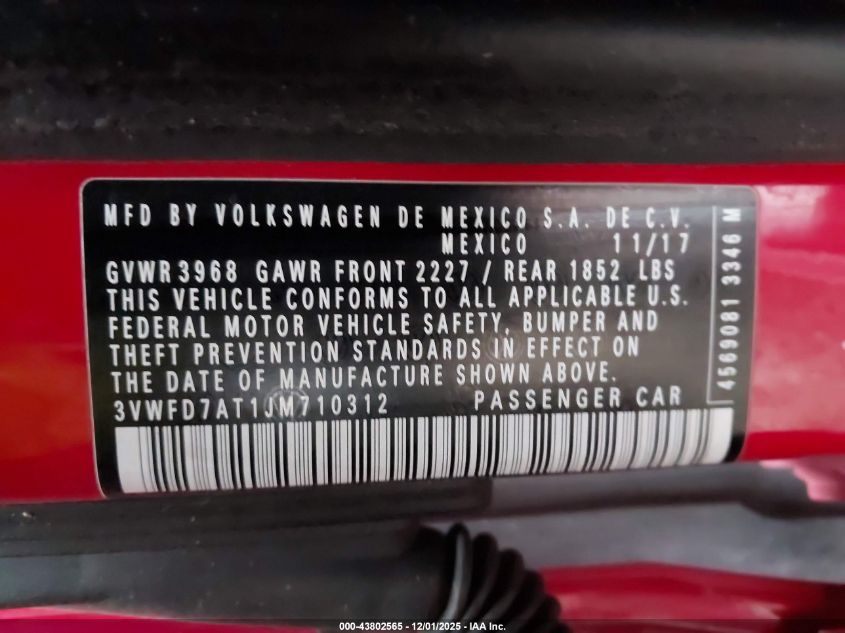 MFD BY VOLKSWAGEN DE MEXICO S.A. DE C.V.
MEXICO 11/17
GVWR 3968 GAWR FRONT 2227 / REAR 1852 LBS
THIS VEHICLE CONFORMS TO ALL APPLICABLE U.S.
FEDERAL MOTOR VEHICLE SAFETY, BUMPER AND
THEFT PREVENTION STANDARDS IN EFFECT ON
THE DATE OF MANUFACTURE SHOWN ABOVE.
3VWFD7AT1JM710312 PASSENGER CAR
4569081 3346 M
000-43802565 - 12/01/2025 - IAA Inc.